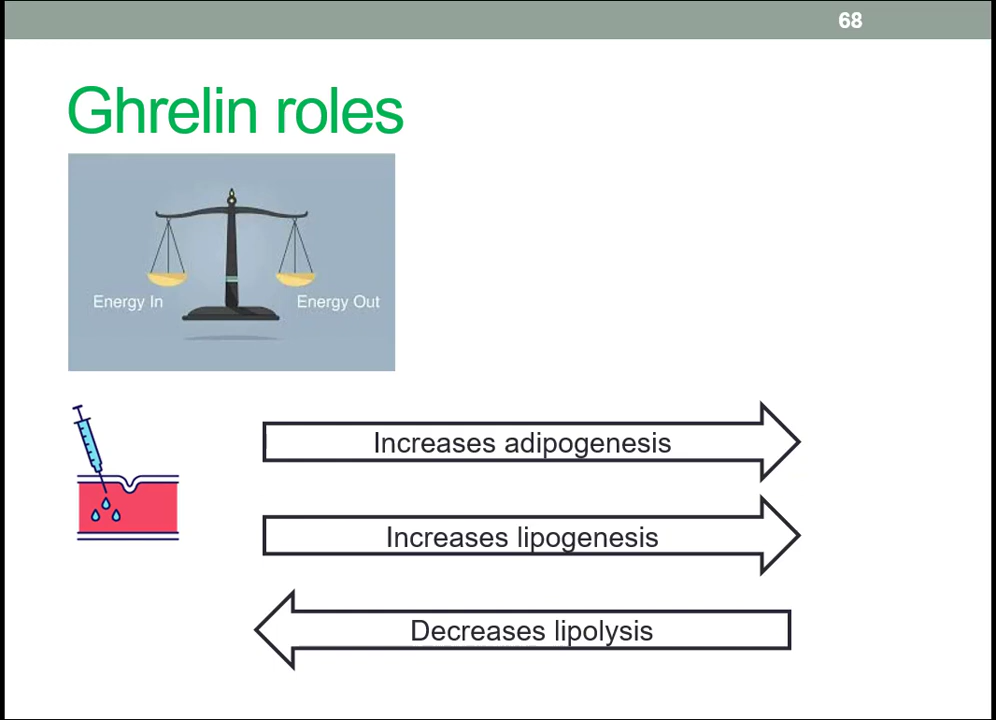 68
Ghrelin roles
Energy In
Energy Out
Increases adipogenesis
Increases lipogenesis
Decreases lipolysis